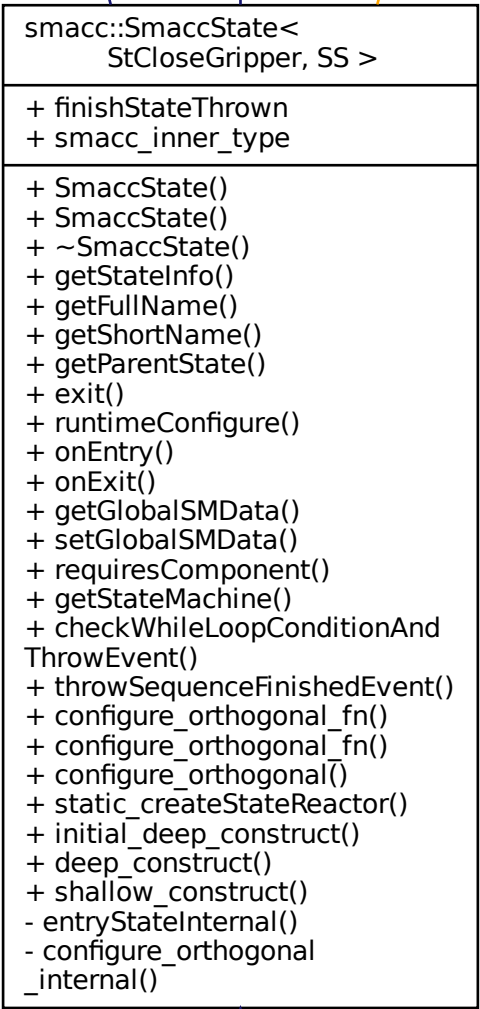 smacc::SmaccState<
StCloseGripper, SS >
+ finishStateThrown
+ smacc_inner_type
+ SmaccState()
+ SmaccState()
+ ~SmaccState()
+ getStateInfo()
+ getFullName()
+ getShortName()
+ getParentState()
+ exit()
+ runtimeConfigure()
+ onEntry()
+ onExit()
+ getGlobalSMData()
+ setGlobalSMData()
+ requiresComponent()
+ getStateMachine()
+ checkWhileLoopConditionAnd
ThrowEvent()
+ throwSequenceFinishedEvent()
+ configure_orthogonal_fn()
+ configure_orthogonal_fn()
+ configure_orthogonal()
+ static_createStateReactor()
+ initial_deep_construct()
+ deep_construct()
+ shallow_construct()
- entryStateInternal()
- configure_orthogonal
_internal()